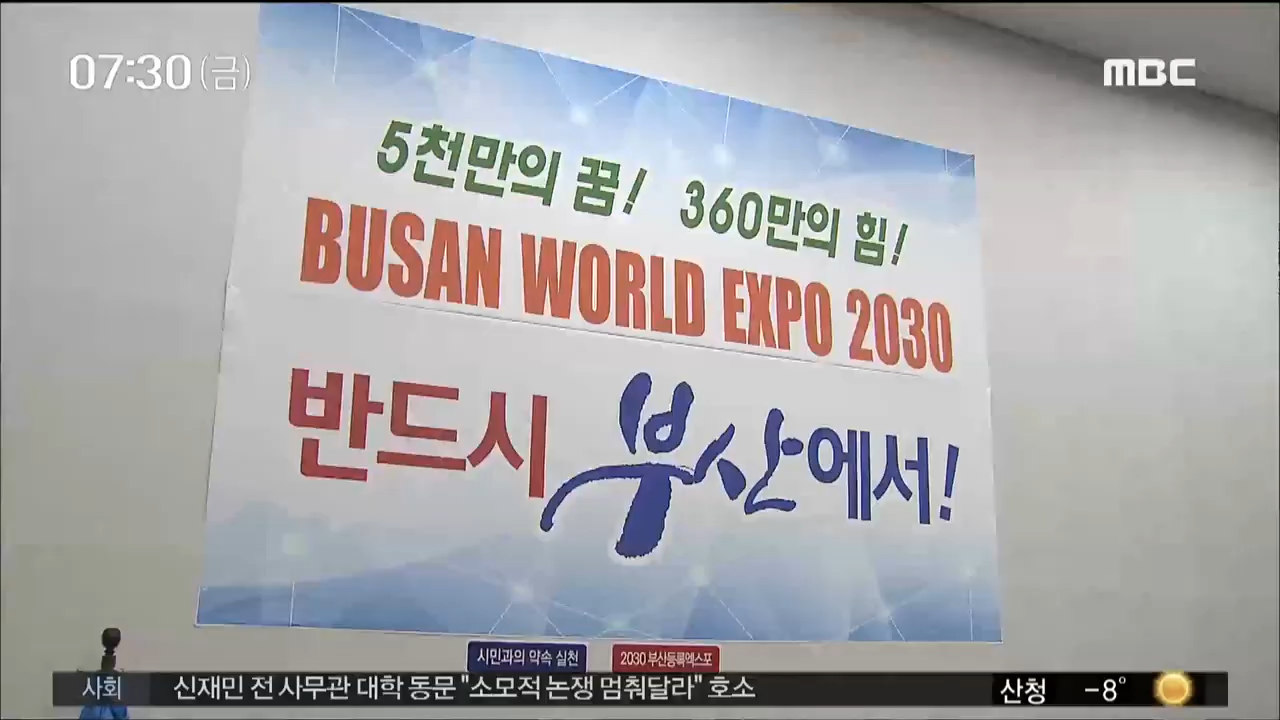 07:30(금)
MBC
5천만의 꿈! 360만의 힘!
BUSAN WORLD EXPO 2030
반드시 부산에서!
시민과의 약속 실천
2030 부산등록엑스포
사회 신재민 전 사무관 대학 동문 "소모적 논쟁 멈춰달라" 호소
산청 -8°